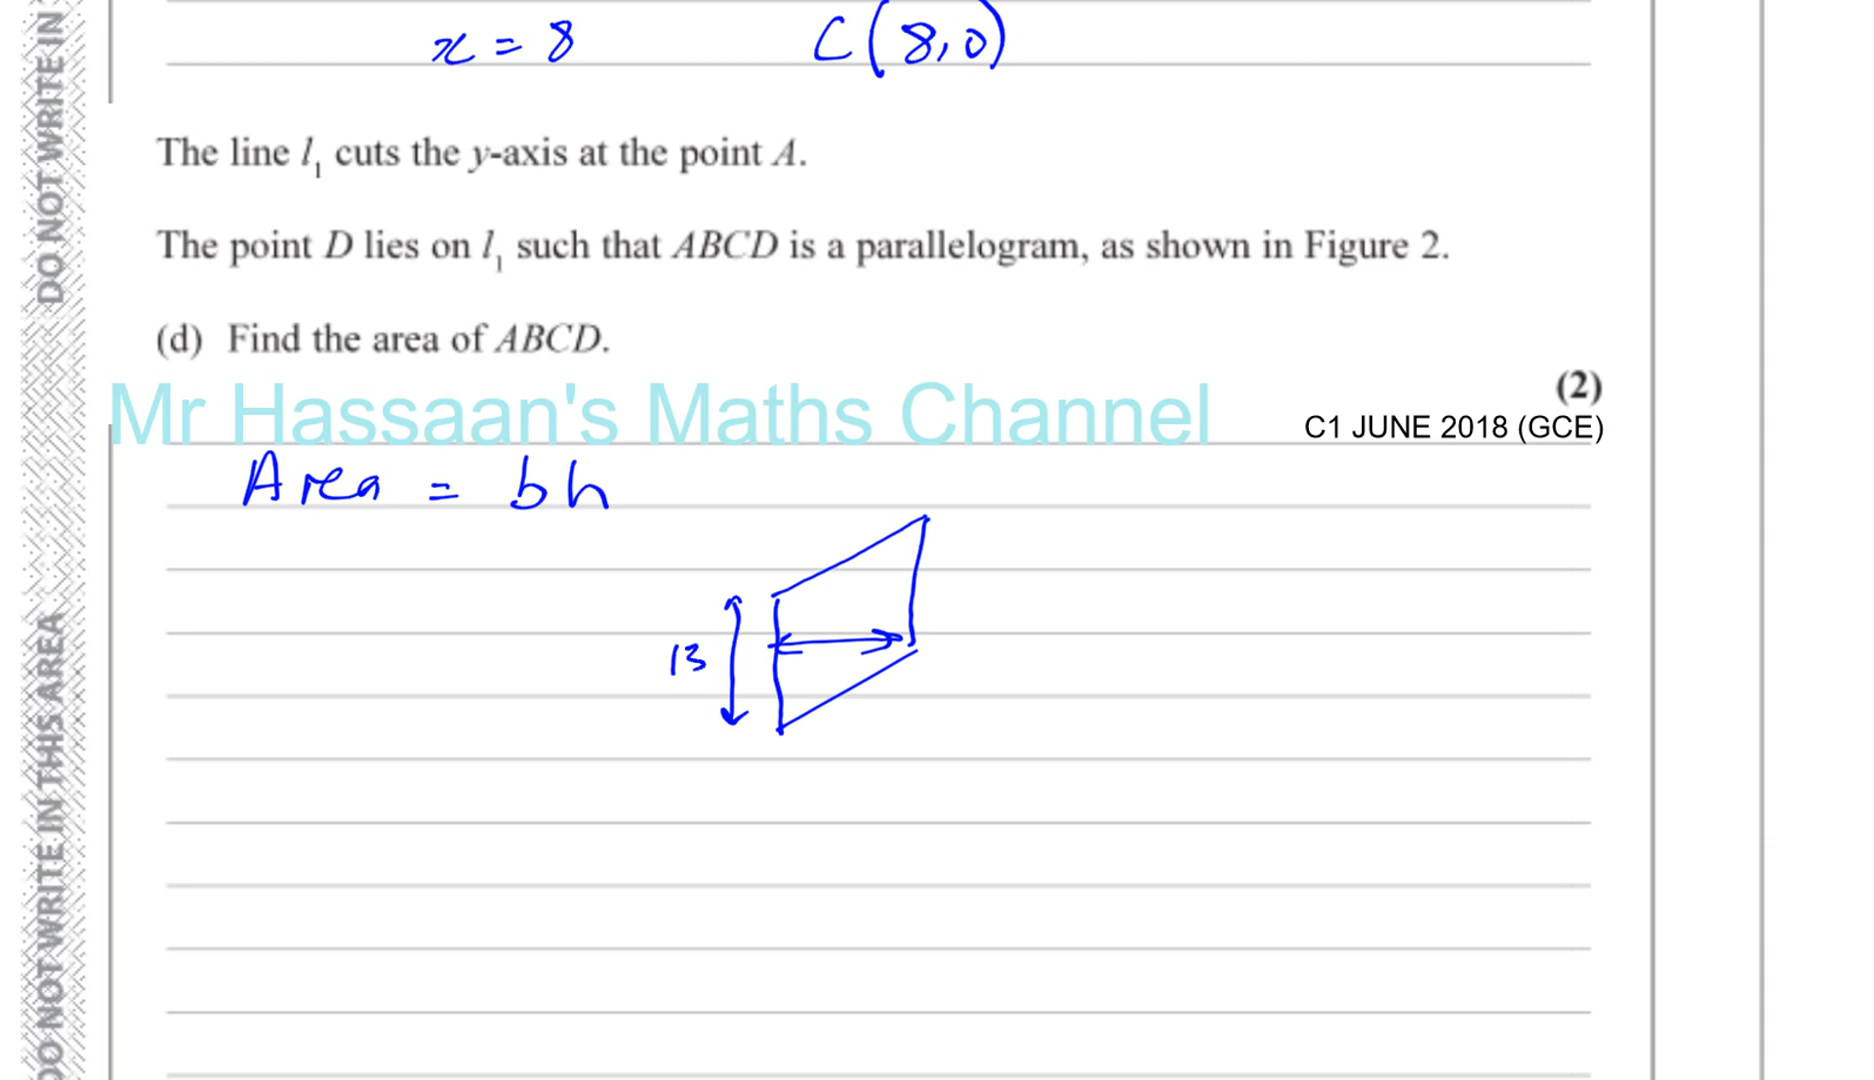 x = 8 C(8,0)
The line l₁ cuts the y-axis at the point A.
The point D lies on l₁ such that ABCD is a parallelogram, as shown in Figure 2.
(d) Find the area of ABCD.
(2)
Mr Hassaan's Maths Channel
C1 JUNE 2018 (GCE)
Area = bh
13
DO NOT WRITE IN
DO NOT WRITE IN THIS AREA